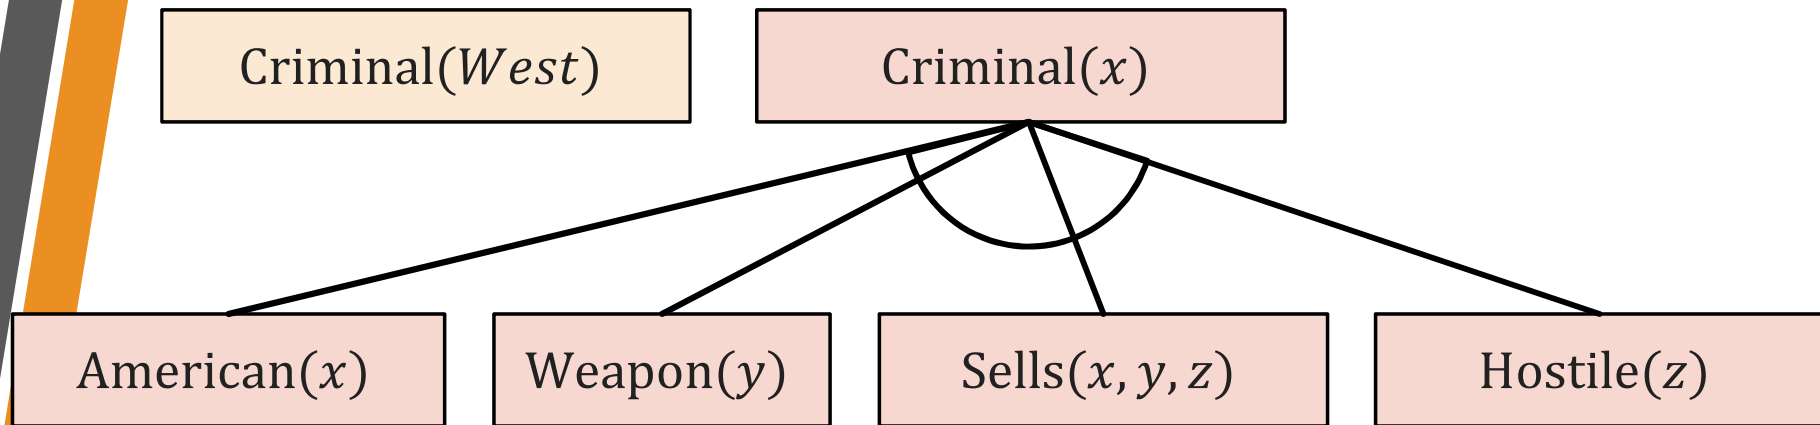 Criminal(West)
Criminal(x)
American(x)
Weapon(y)
Sells(x, y, z)
Hostile(z)